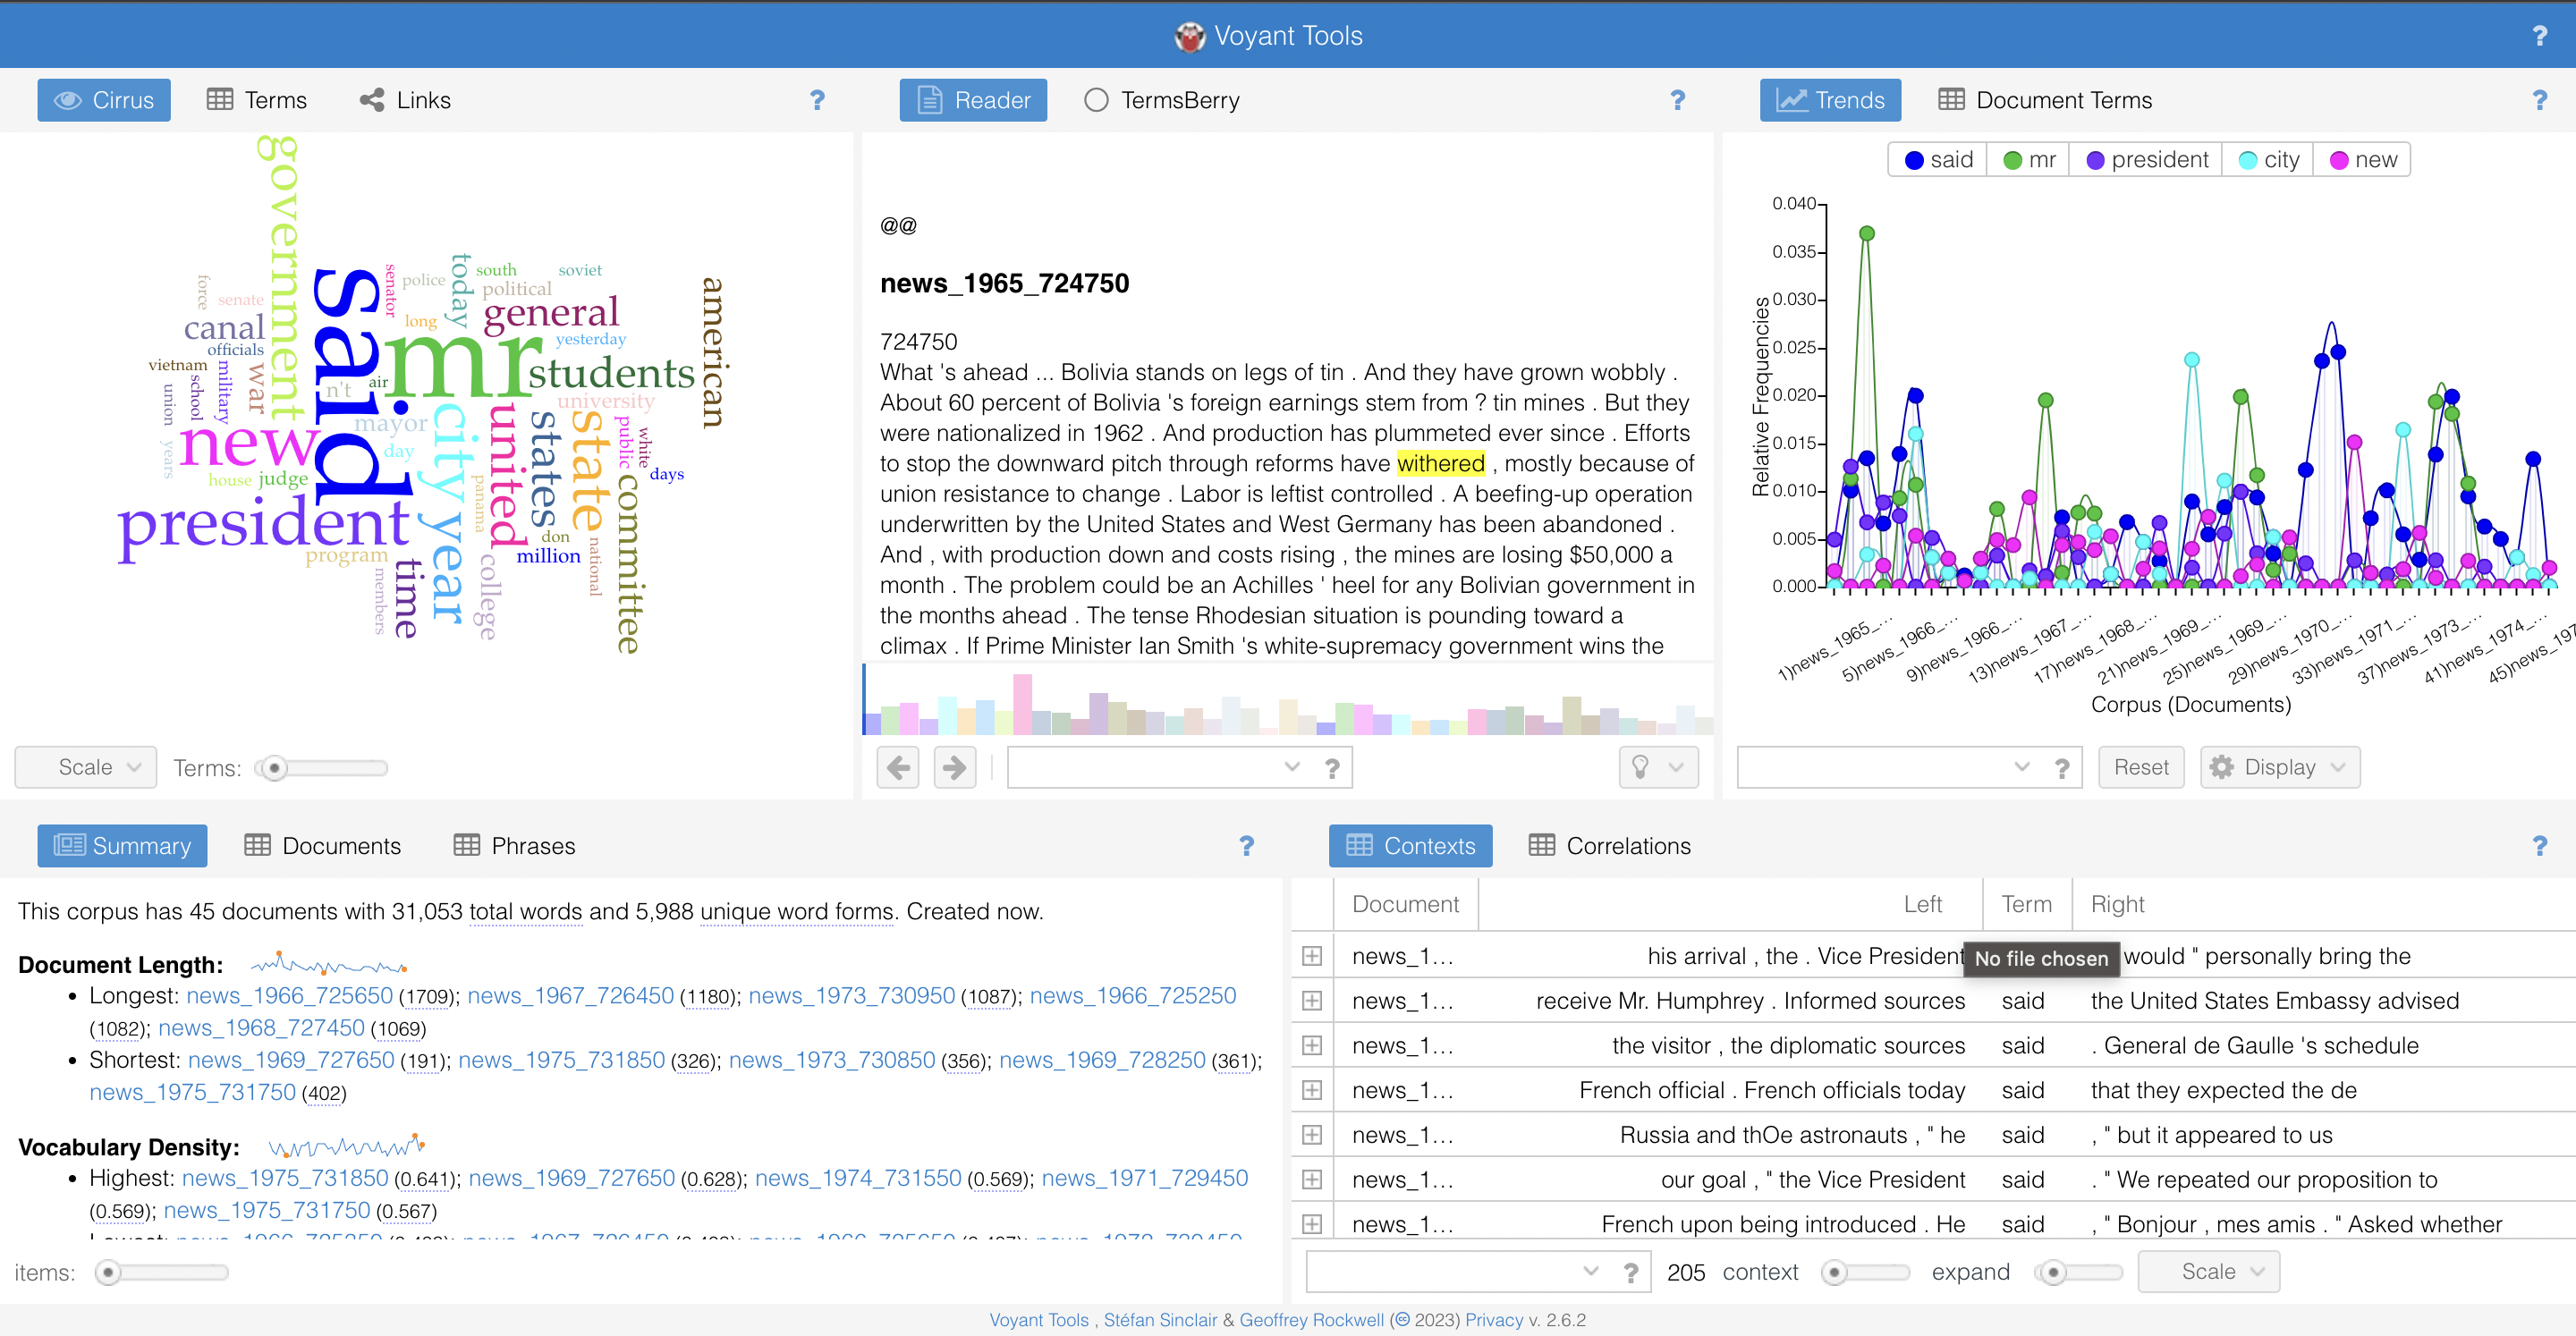 Voyant Tools
?
Cirrus Terms Links ?
government
said
mr
new
president
students
general
american
city
year
united
states
state
committee
time
today
college
canal
war
mayor
university
million
judge
house
program
members
panama
don
national
days
white
public
yesterday
political
south
soviet
police
senator
long
senate
force
officials
vietnam
school
military
union
years
n't
air
day
Scale Terms:
Reader TermsBerry ?
@@
news_1965_724750
724750
What 's ahead ... Bolivia stands on legs of tin . And they have grown wobbly .
About 60 percent of Bolivia 's foreign earnings stem from ? tin mines . But they
were nationalized in 1962 . And production has plummeted ever since . Efforts
to stop the downward pitch through reforms have withered , mostly because of
union resistance to change . Labor is leftist controlled . A beefing-up operation
underwritten by the United States and West Germany has been abandoned .
And , with production down and costs rising , the mines are losing $50,000 a
month . The problem could be an Achilles ' heel for any Bolivian government in
the months ahead . The tense Rhodesian situation is pounding toward a
climax . If Prime Minister Ian Smith 's white-supremacy government wins the
?
Trends Document Terms ?
said mr president city new
Relative Frequencies
0.040
0.035
0.030
0.025
0.020
0.015
0.010
0.005
0.000
1)news_1965_...
5)news_1966_...
9)news_1966_...
13)news_1967_...
17)news_1968_...
21)news_1969_...
25)news_1969_...
29)news_1970_...
33)news_1971_...
37)news_1973_...
41)news_1974_...
45)news_197
Corpus (Documents)
? Reset Display
Summary Documents Phrases ?
This corpus has 45 documents with 31,053 total words and 5,988 unique word forms. Created now.
Document Length:
• Longest: news_1966_725650 (1709); news_1967_726450 (1180); news_1973_730950 (1087); news_1966_725250
(1082); news_1968_727450 (1069)
• Shortest: news_1969_727650 (191); news_1975_731850 (326); news_1973_730850 (356); news_1969_728250 (361);
news_1975_731750 (402)
Vocabulary Density:
• Highest: news_1975_731850 (0.641); news_1969_727650 (0.628); news_1974_731550 (0.569); news_1971_729450
(0.569); news_1975_731750 (0.567)
items:
Contexts Correlations ?
Document Left Term Right
news_1... his arrival , the . Vice President No file chosen would " personally bring the
news_1... receive Mr. Humphrey . Informed sources said the United States Embassy advised
news_1... the visitor , the diplomatic sources said . General de Gaulle 's schedule
news_1... French official . French officials today said that they expected the de
news_1... Russia and thOe astronauts , " he said , " but it appeared to us
news_1... our goal , " the Vice President said . " We repeated our proposition to
news_1... French upon being introduced . He said , " Bonjour , mes amis . " Asked whether
? 205 context expand Scale
Voyant Tools , Stéfan Sinclair & Geoffrey Rockwell (cc 2023) Privacy v. 2.6.2